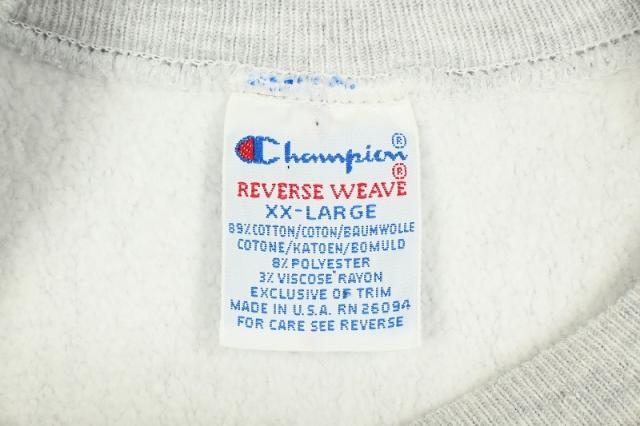 Champion®
REVERSE WEAVE®
XX-LARGE
89% COTTON/COTON/BAUMWOLLE
COTONE/KATOEN/BOMULD
8% POLYESTER
3% VISCOSE RAYON
EXCLUSIVE OF TRIM
MADE IN U.S.A. RN 26094
FOR CARE SEE REVERSE